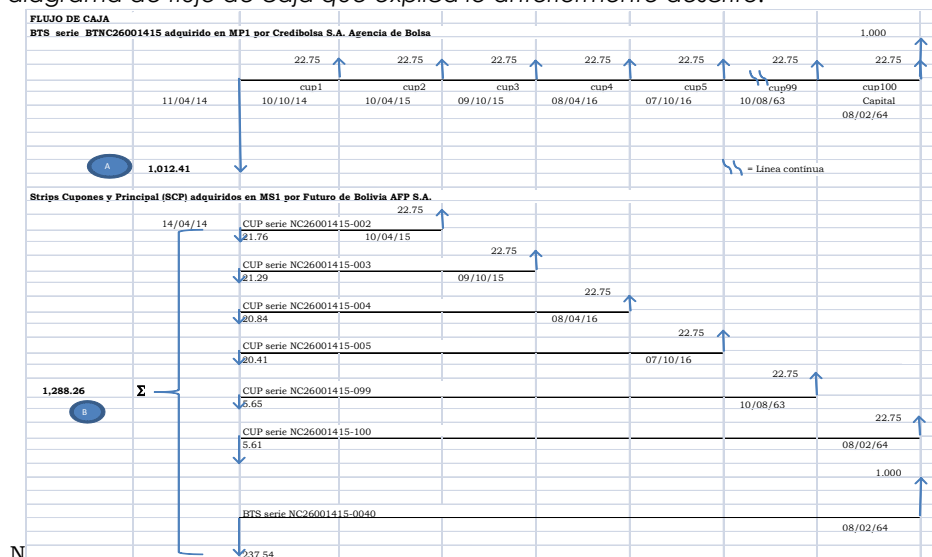 diagrama de flujo de caja que explica lo anteriormente descrito.
FLUJO DE CAJA
BTS serie BTNC26001415 adquirido en MP1 por Credibolsa S.A. Agencia de Bolsa
1,000
22.75 22.75 22.75 22.75 22.75 22.75 22.75
cup1 cup2 cup3 cup4 cup5 cup99 cup100
11/04/14 10/10/14 10/04/15 09/10/15 08/04/16 07/10/16 10/08/63 Capital
08/02/64
A 1,012.41
= Linea continua
Strips Cupones y Principal (SCP) adquiridos en MS1 por Futuro de Bolivia AFP S.A.
22.75
14/04/14 CUP serie NC26001415-002
21.76 10/04/15
22.75
CUP serie NC26001415-003
21.29 09/10/15
22.75
CUP serie NC26001415-004
20.84 08/04/16
22.75
CUP serie NC26001415-005
20.41 07/10/16
22.75
1,288.26 Σ CUP serie NC26001415-099
B 5.65 10/08/63
22.75
CUP serie NC26001415-100
5.61 08/02/64
1.000
BTS serie NC26001415-0040
08/02/64
N
237.54